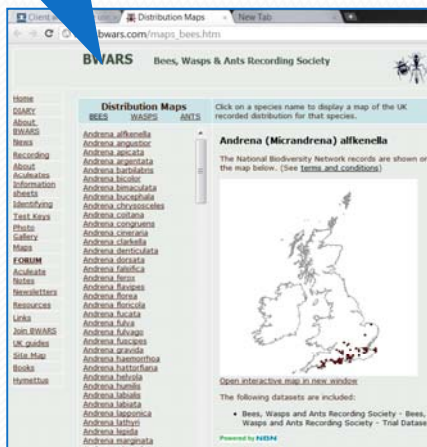 Distribution Maps
New Tab
bwars.com/maps_bees.htm
BWARS Bees, Wasps & Ants Recording Society
Home
DIARY
About BWARS
News
Recording
About Aculeates
Information sheets
Identifying
Test Keys
Photo Gallery
Maps
FORUM
Aculeate Notes
Newsletters
Resources
Links
Join BWARS
UK guides
Site Map
Books
Hymettus
Distribution Maps
BEES WASPS ANTS
Andrena alfkenella
Andrena angustior
Andrena apicata
Andrena argentata
Andrena barbilabris
Andrena bicolor
Andrena bimaculata
Andrena bucephala
Andrena chrysosceles
Andrena coitana
Andrena congruens
Andrena cineraria
Andrena clarkella
Andrena denticulata
Andrena dorsata
Andrena falsifica
Andrena ferox
Andrena flavipes
Andrena florea
Andrena floricola
Andrena fucata
Andrena fulva
Andrena fulvago
Andrena fuscipes
Andrena gravida
Andrena haemorrhoa
Andrena hattorfiana
Andrena helvola
Andrena humilis
Andrena labialis
Andrena labiata
Andrena lapponica
Andrena lathyri
Andrena lepida
Andrena marginata
Click on a species name to display a map of the UK
recorded distribution for that species.
Andrena (Micrandrena) alfkenella
The National Biodiversity Network records are shown on
the map below. (See terms and conditions)
Open interactive map in new window
The following datasets are included:
• Bees, Wasps and Ants Recording Society - Bees,
Wasps and Ants Recording Society - Trial Datase
Powered by NBN